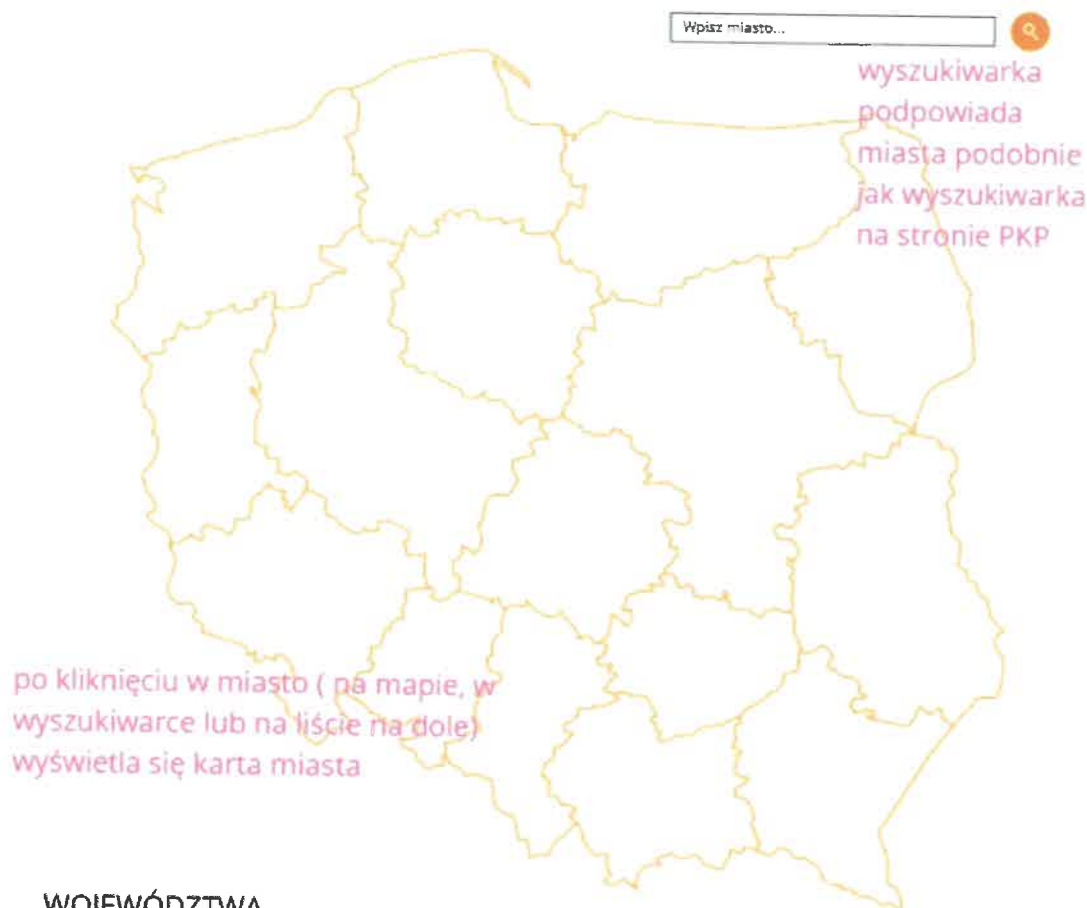 Wpisz miasto...
wyszukiwarka
podpowiada
miasta podobnie
jak wyszukiwarka
na stronie PKP
po kliknięciu w miasto ( na mapie, w
wyszukiwarce lub na liście na dole)
wyświetla się karta miasta
WOJEWÓDZTWA